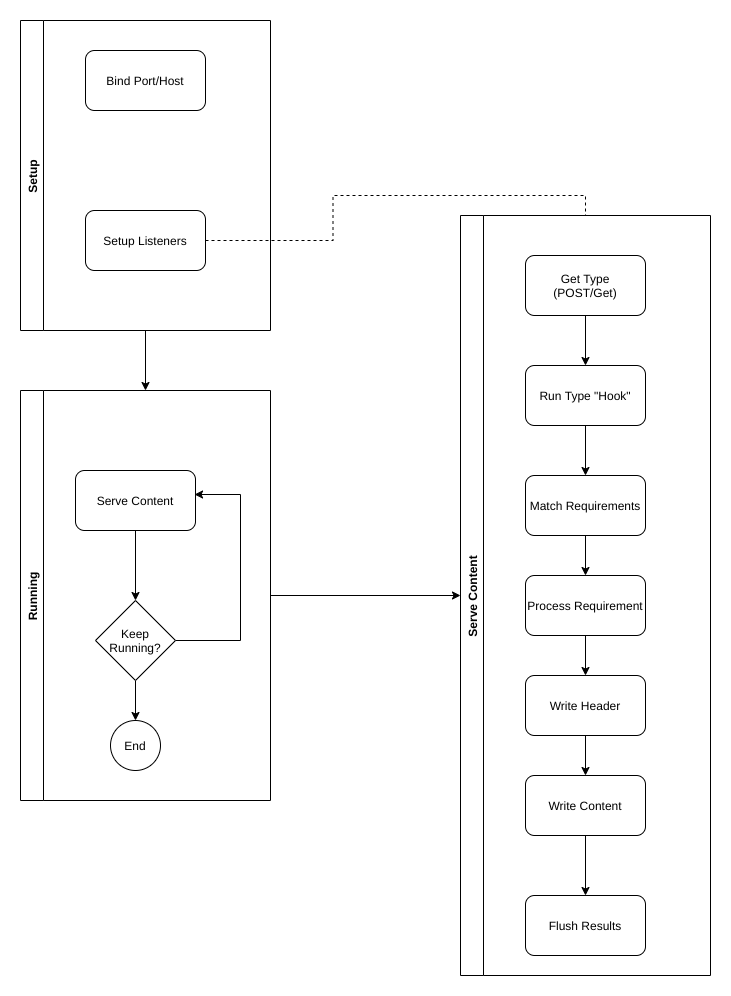 Setup
Bind Port/Host
Setup Listeners
Running
Serve Content
Keep
Running?
End
Serve Content
Get Type
(POST/Get)
Run Type "Hook"
Match Requirements
Process Requirement
Write Header
Write Content
Flush Results